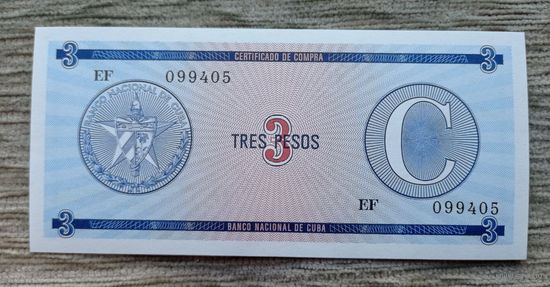 3 CERTIFICADO DE COMPRA 3
EF 099405
BANCO NACIONAL DE CUBA
TRES PESOS
3
C
EF 099405
3 BANCO NACIONAL DE CUBA 3